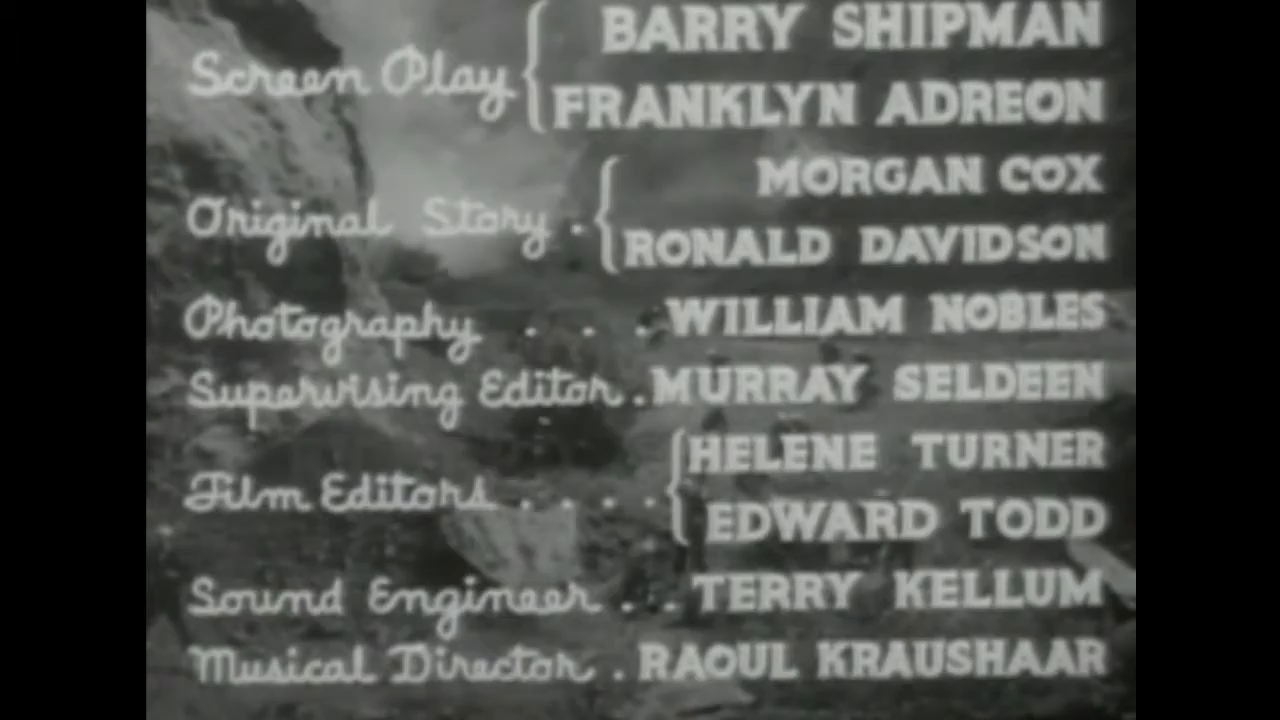 Screen Play { BARRY SHIPMAN
FRANKLYN ADREON
Original Story . { MORGAN COX
RONALD DAVIDSON
Photography . . . WILLIAM NOBLES
Supervising Editor . MURRAY SELDEEN
Film Editors . . . . { HELENE TURNER
EDWARD TODD
Sound Engineer . . TERRY KELLUM
Musical Director . RAOUL KRAUSHAAR